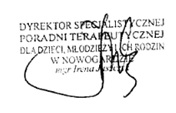 DYREKTOR SPECJALISTYCZNEJ
PORADNI TERAPEUTYCZNEJ
DLA DZIECI, MŁODZIEŻY I ICH RODZIN
W NOWOGARDZIE
mgr Irena